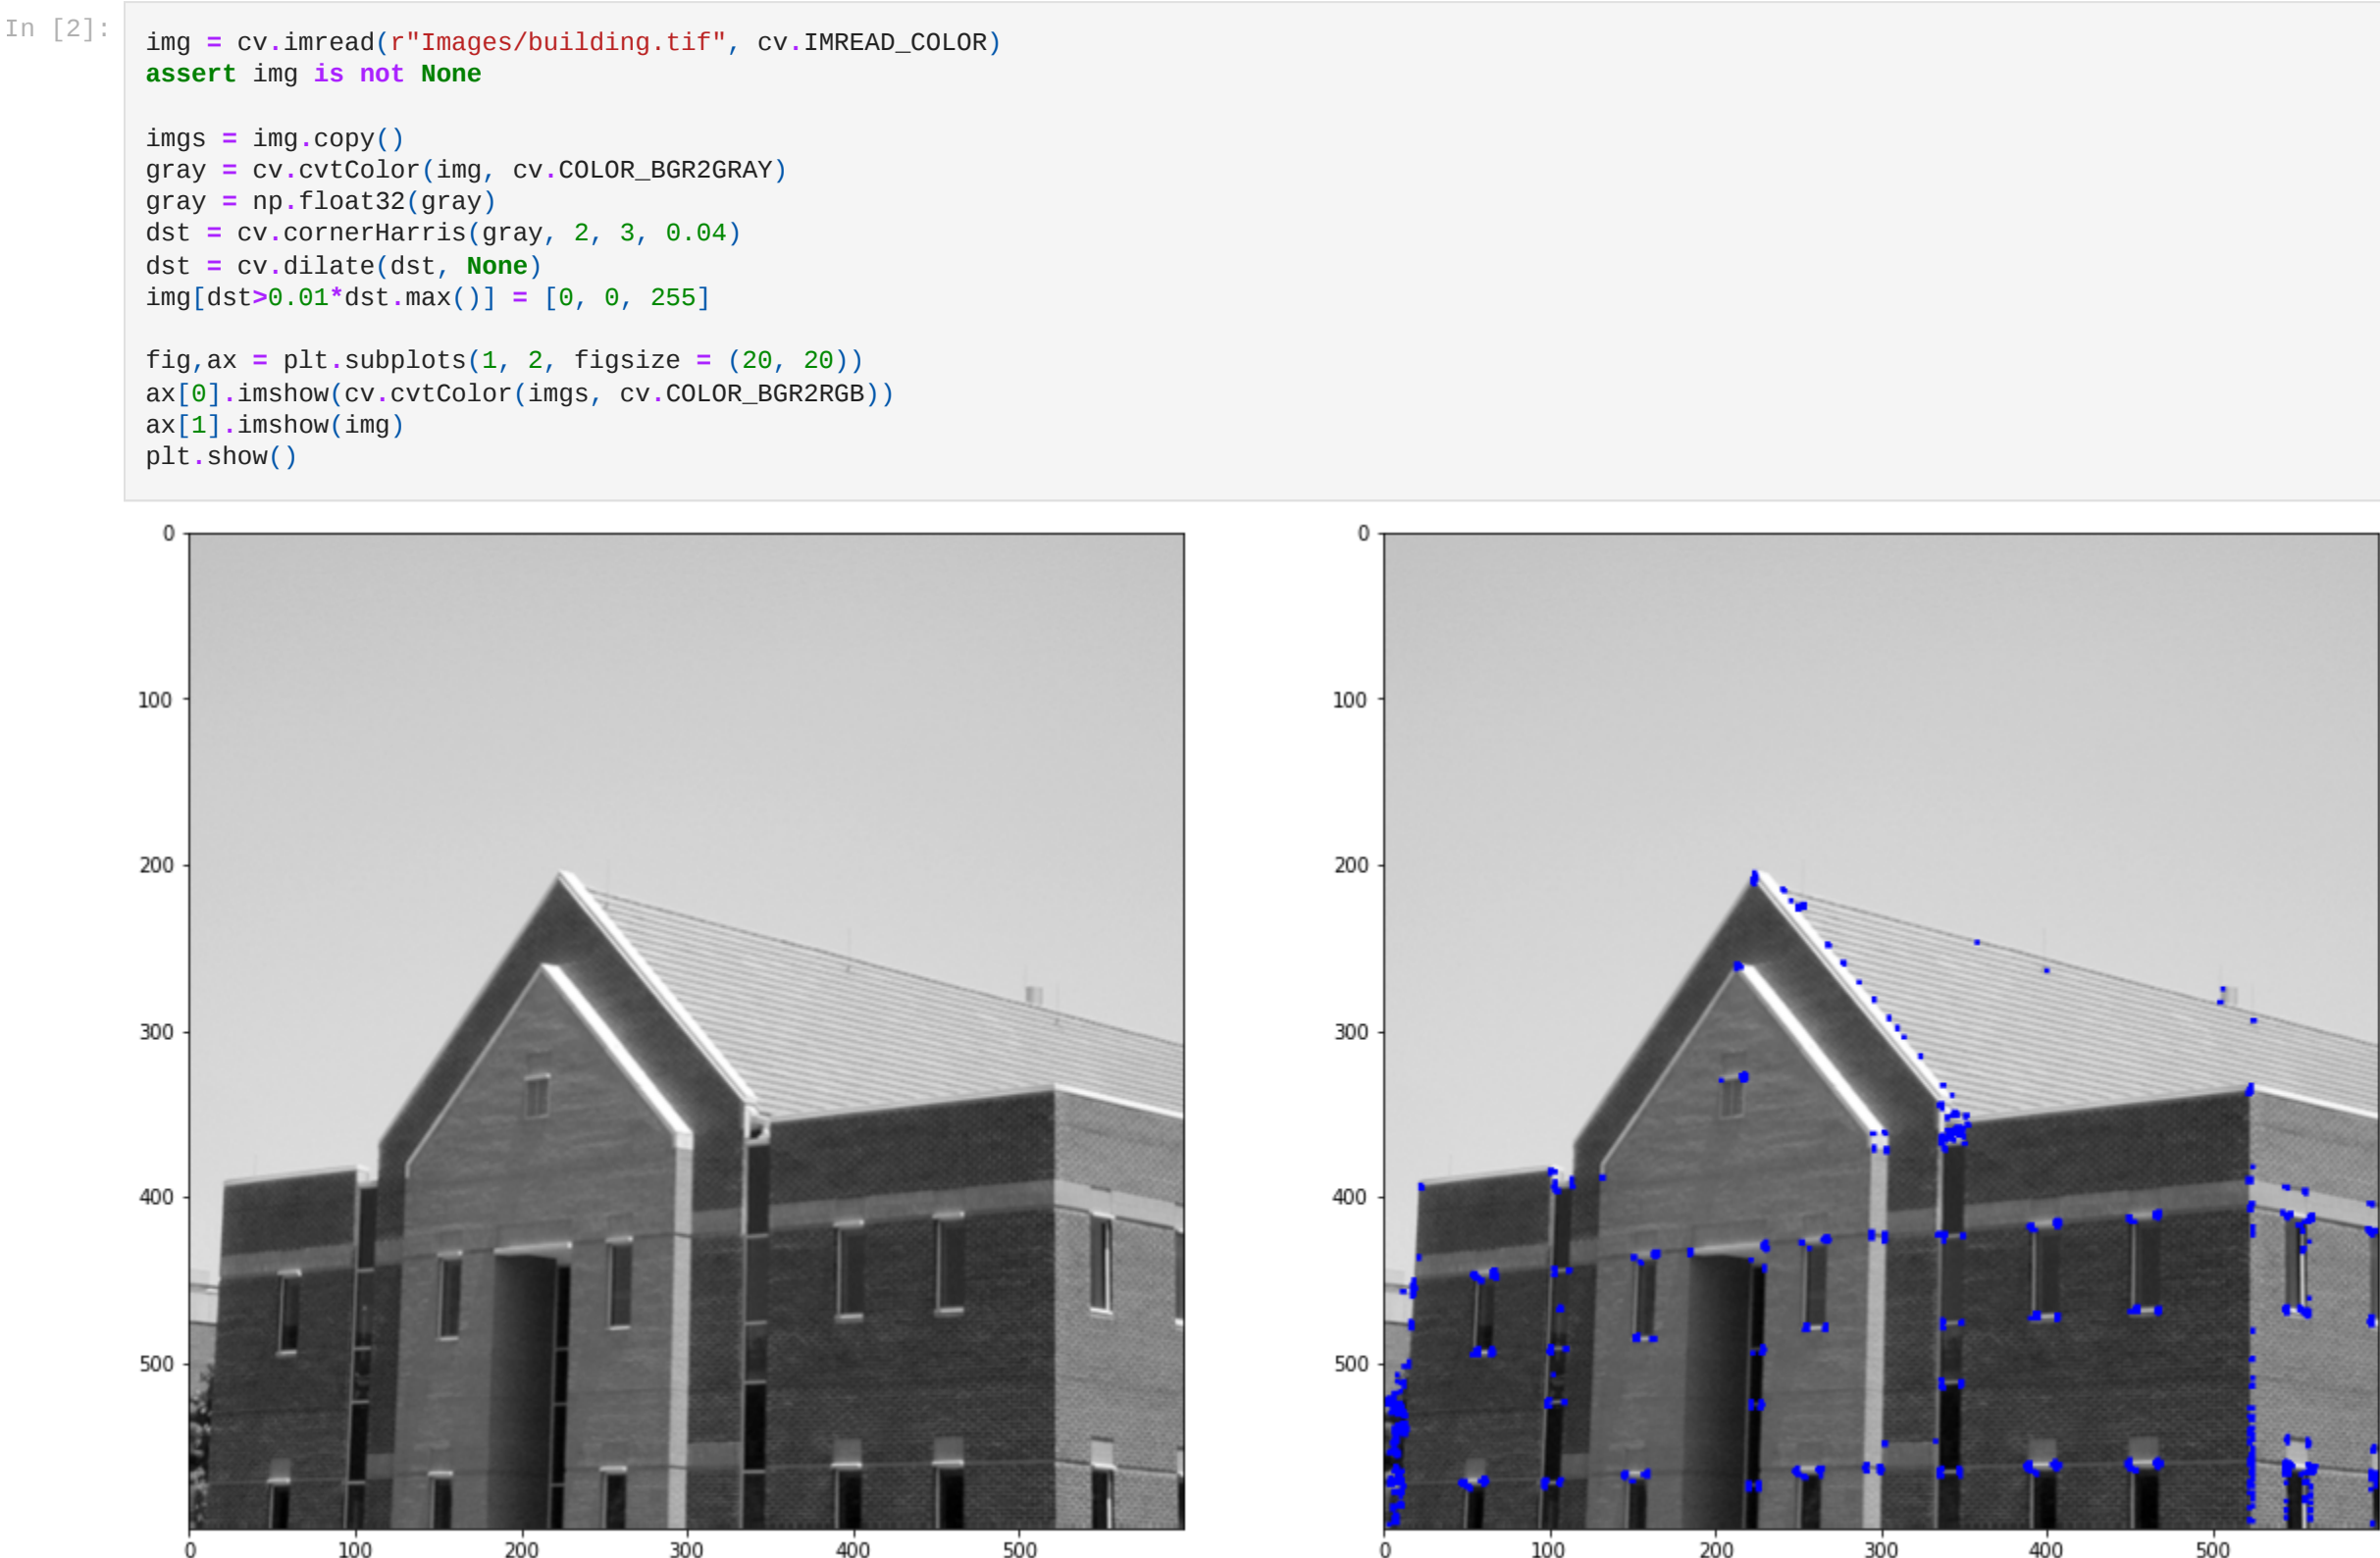 In [2]:
img = cv.imread(r"Images/building.tif", cv.IMREAD_COLOR)
assert img is not None
imgs = img.copy()
gray = cv.cvtColor(img, cv.COLOR_BGR2GRAY)
gray = np.float32(gray)
dst = cv.cornerHarris(gray, 2, 3, 0.04)
dst = cv.dilate(dst, None)
img[dst>0.01*dst.max()] = [0, 0, 255]
fig,ax = plt.subplots(1, 2, figsize = (20, 20))
ax[0].imshow(cv.cvtColor(imgs, cv.COLOR_BGR2RGB))
ax[1].imshow(img)
plt.show()
0
100
200
300
400
500
0 100 200 300 400 500
0
100
200
300
400
500
0 100 200 300 400 500